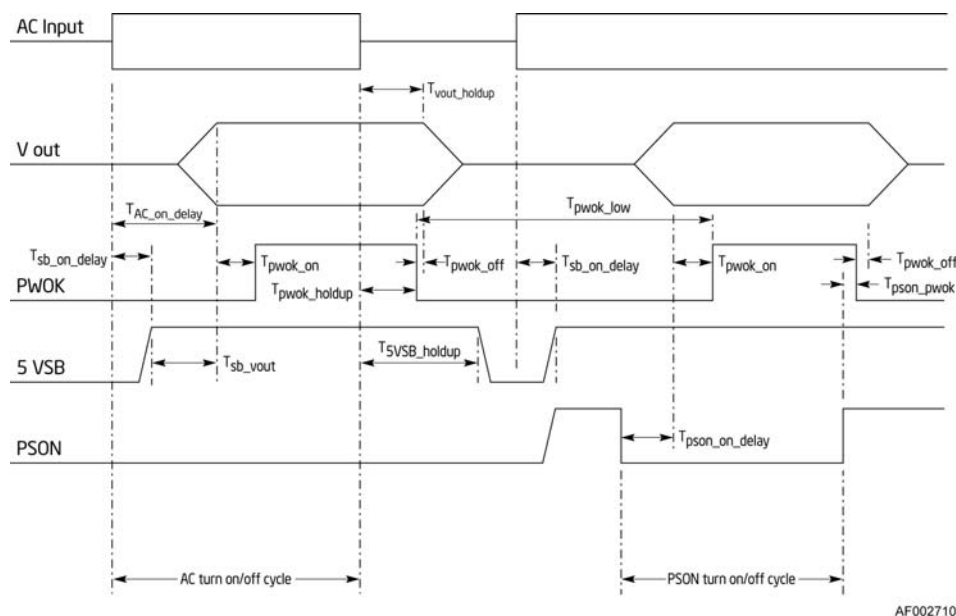 AC Input
Tvout_holdup
V out
TAC_on_delay
Tpwok_low
Tsb_on_delay
Tpwok_on
Tpwok_off
Tsb_on_delay
Tpwok_on
Tpwok_off
PWOK
Tpwok_holdup
Tpson_pwok
5 VSB
Tsb_vout
T5VSB_holdup
PSON
Tpson_on_delay
AC turn on/off cycle
PSON turn on/off cycle
AF002710